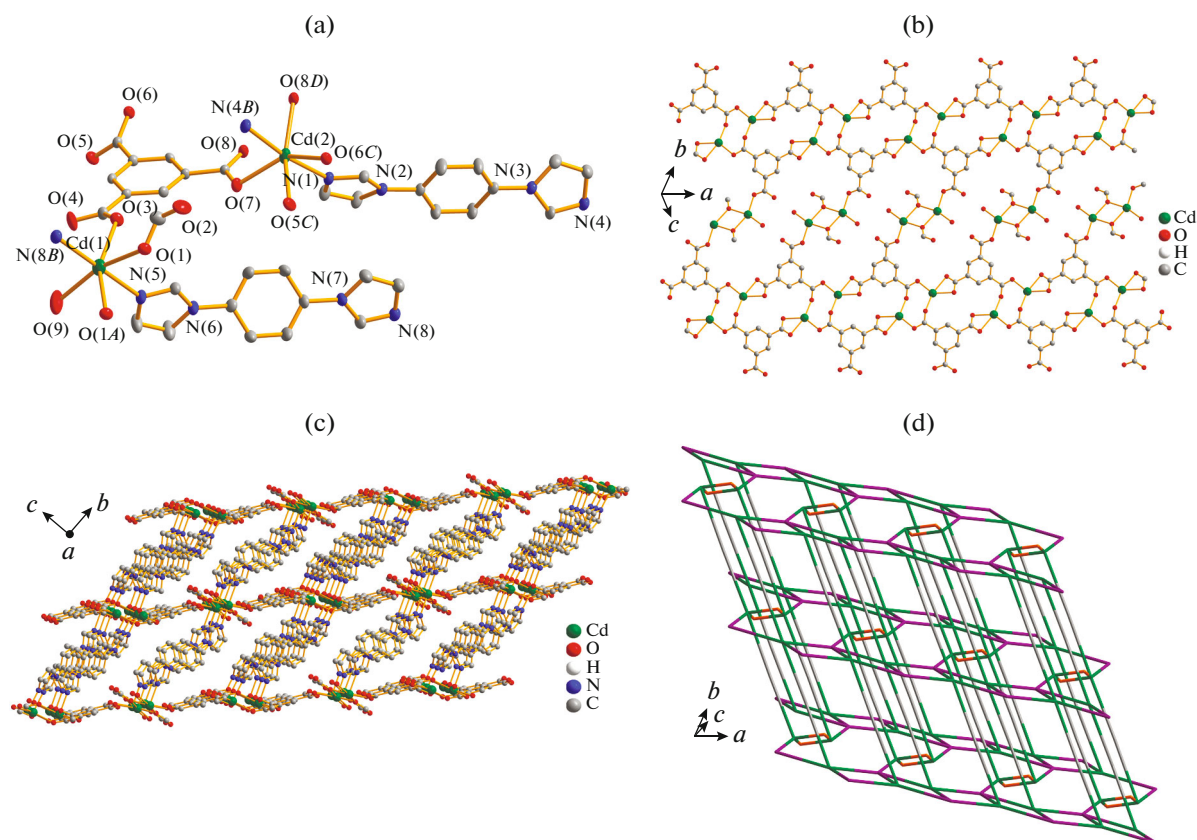 (a)
O(8D)
N(4B)
O(6)
Cd(2)
O(5)
O(8)
O(6C)
N(1)
N(2)
N(3)
O(7)
O(4)
O(3)
O(2)
O(5C)
N(4)
Cd(1)
N(8B)
O(1)
N(5)
N(7)
O(9)
O(1A)
N(6)
N(8)
(b)
b
a
c
Cd
O
H
C
(c)
c
b
a
Cd
O
H
N
C
(d)
b
c
a